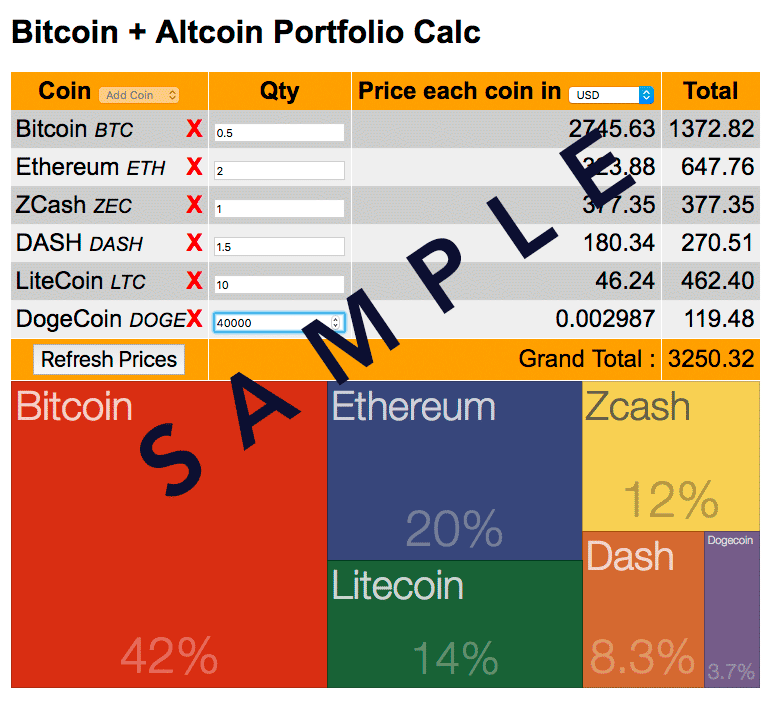 Bitcoin + Altcoin Portfolio Calc
Coin Add Coin Qty Price each coin in USD Total
Bitcoin BTC X 0.5 2745.63 1372.82
Ethereum ETH X 2 323.88 647.76
ZCash ZEC X 1 377.35 377.35
DASH DASH X 1.5 180.34 270.51
LiteCoin LTC X 10 46.24 462.40
DogeCoin DOGE X 40000 0.002987 119.48
Refresh Prices Grand Total : 3250.32
SAMPLE
Bitcoin Ethereum Zcash
12%
20%
Dash Dogecoin
Litecoin
42% 14% 8.3% 3.7%